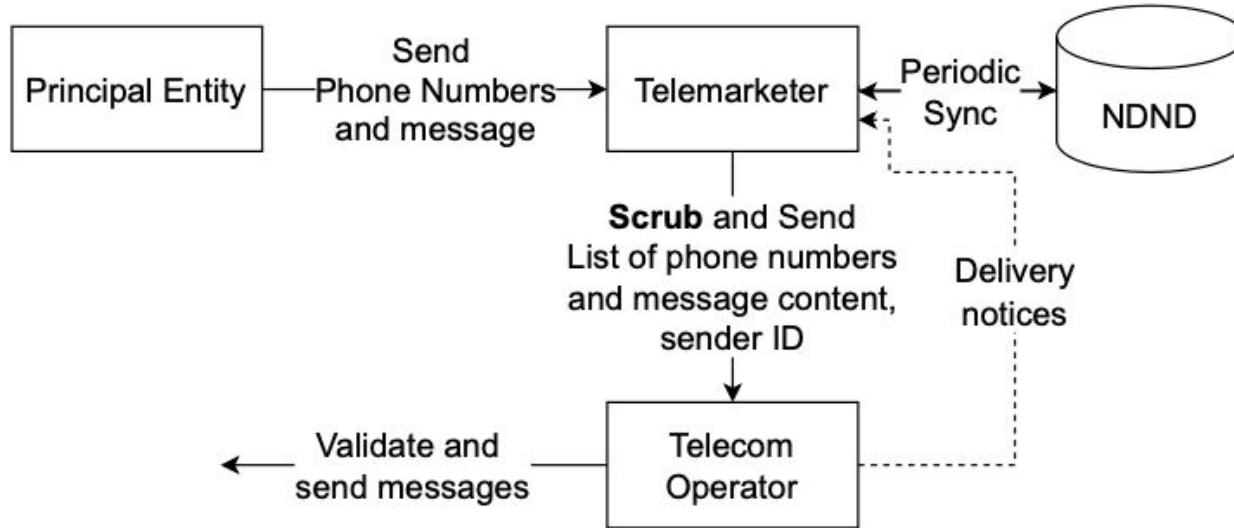 Principal Entity
Send
Phone Numbers
and message
Telemarketer
Periodic
Sync
NDND
Scrub and Send
List of phone numbers
and message content,
sender ID
Delivery
notices
Validate and
send messages
Telecom
Operator